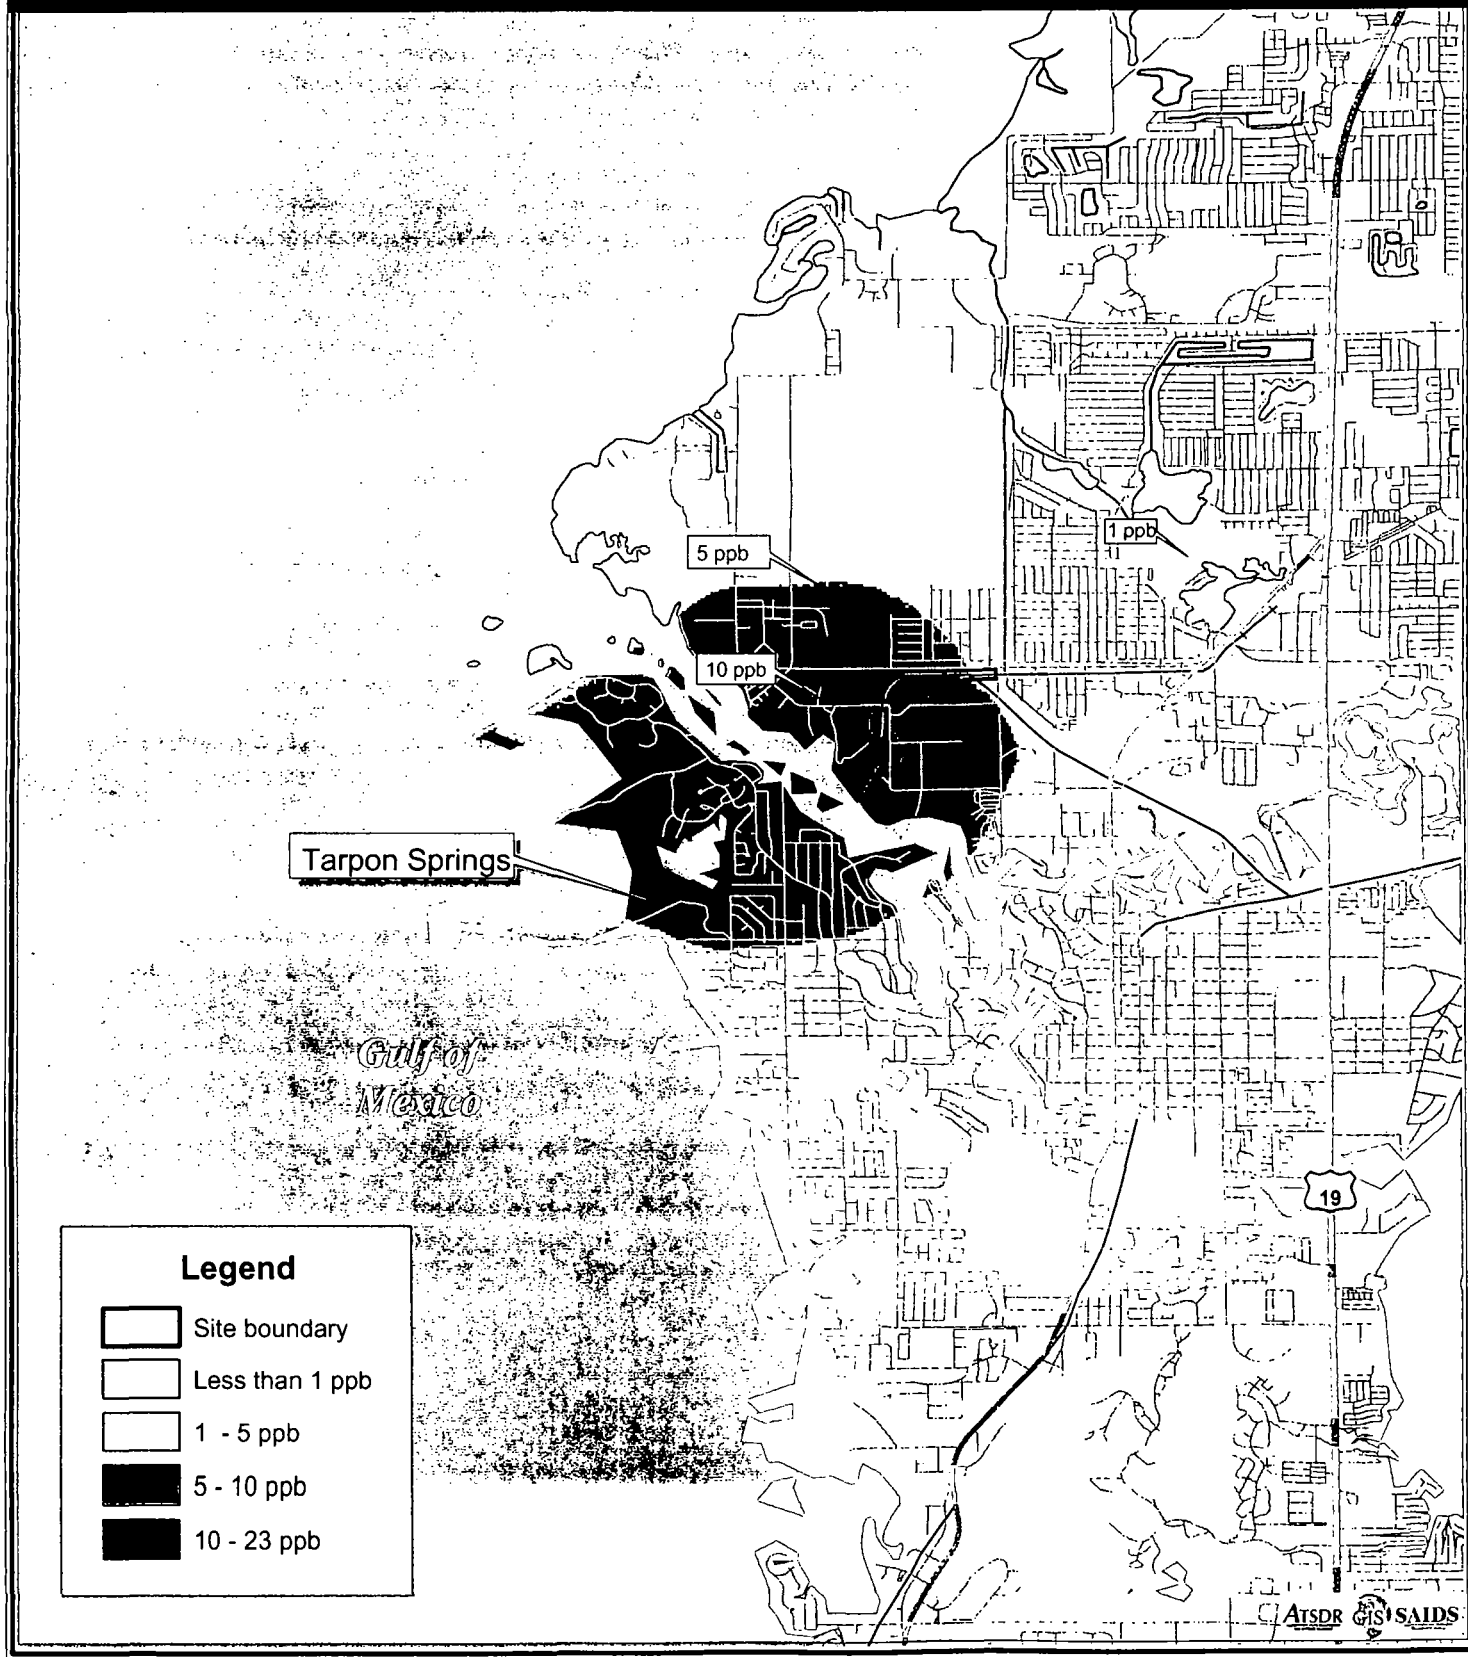 5 ppb
1 ppb
10 ppb
Tarpon Springs
Gulf of
Mexico
19
Legend
Site boundary
Less than 1 ppb
1 - 5 ppb
5 - 10 ppb
10 - 23 ppb
ATSDR GIS SAIDS